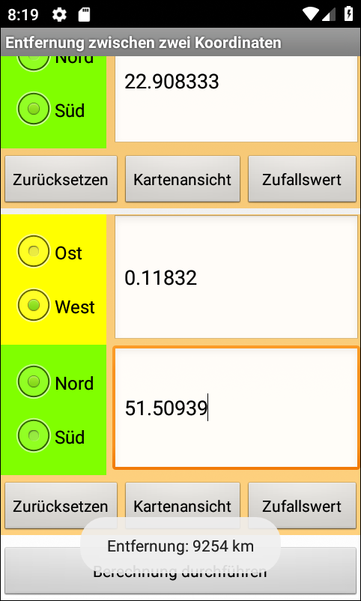 8:19
Entfernung zwischen zwei Koordinaten
Nord
22.908333
Süd
Zurücksetzen Kartenansicht Zufallswert
Ost
0.11832
West
Nord
51.50939
Süd
Zurücksetzen Kartenansicht Zufallswert
Entfernung: 9254 km
Berechnung durchführen